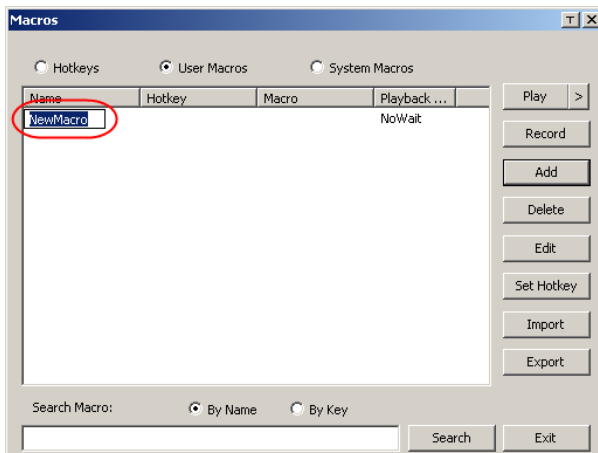 Macros
Hotkeys User Macros System Macros
Name Hotkey Macro Playback ... Play >
NewMacro NoWait
Record
Add
Delete
Edit
Set Hotkey
Import
Export
Search Macro: By Name By Key
Search Exit